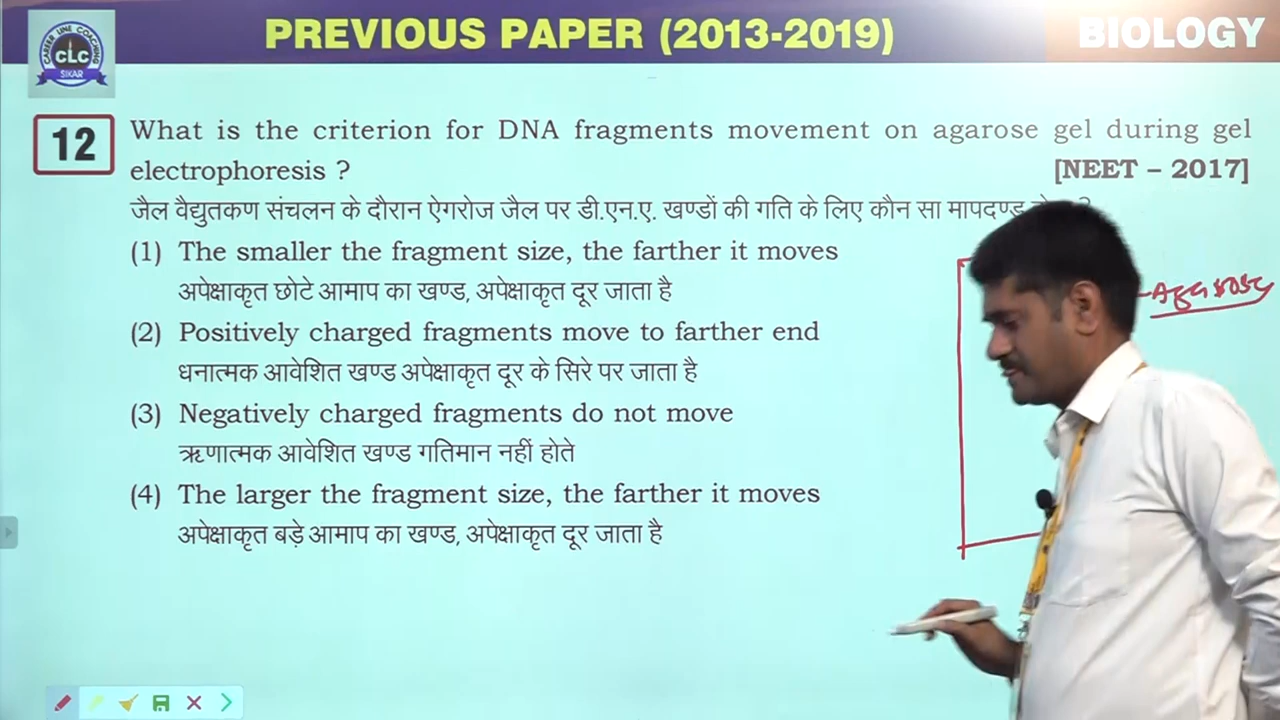 PREVIOUS PAPER (2013-2019)
BIOLOGY
CAREER LINE COACHING
CLC
SIKAR
12
What is the criterion for DNA fragments movement on agarose gel during gel
electrophoresis ? [NEET – 2017]
जैल वैद्युतकण संचलन के दौरान ऐगरोज जैल पर डी.एन.ए. खण्डों की गति के लिए कौन सा मापदण्ड
(1) The smaller the fragment size, the farther it moves
अपेक्षाकृत छोटे आमाप का खण्ड, अपेक्षाकृत दूर जाता है
(2) Positively charged fragments move to farther end
धनात्मक आवेशित खण्ड अपेक्षाकृत दूर के सिरे पर जाता है
(3) Negatively charged fragments do not move
ऋणात्मक आवेशित खण्ड गतिमान नहीं होते
(4) The larger the fragment size, the farther it moves
अपेक्षाकृत बड़े आमाप का खण्ड, अपेक्षाकृत दूर जाता है
Agarose